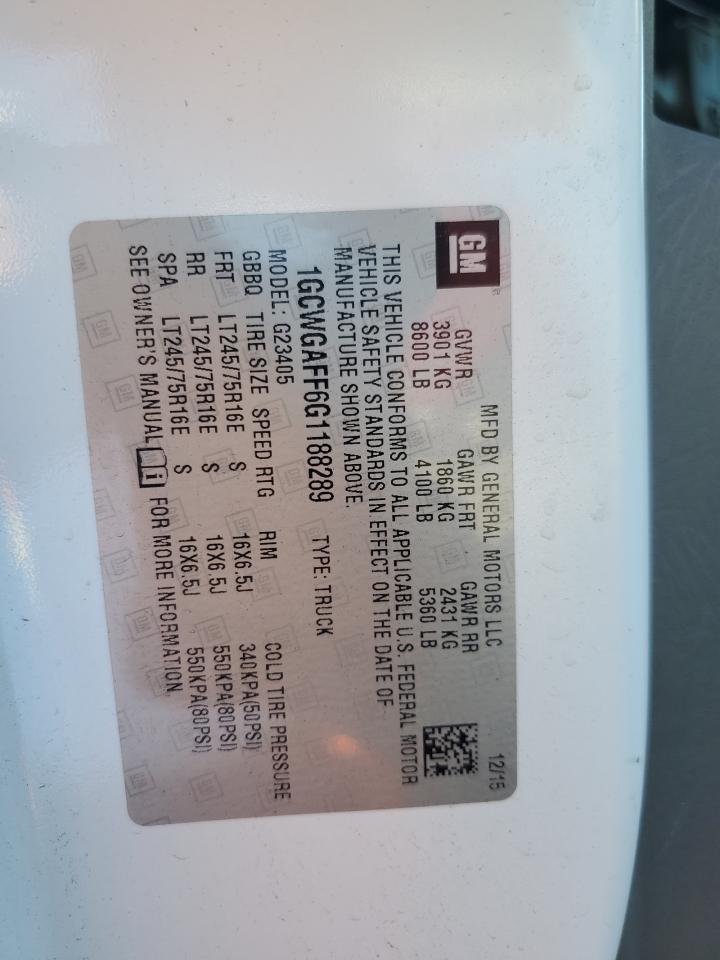 GM
MFD BY GENERAL MOTORS LLC 12/15
GVWR GAWR FRT GAWR RR
3901 KG 1860 KG 2431 KG
8600 LB 4100 LB 5360 LB
THIS VEHICLE CONFORMS TO ALL APPLICABLE U.S. FEDERAL MOTOR
VEHICLE SAFETY STANDARDS IN EFFECT ON THE DATE OF
MANUFACTURE SHOWN ABOVE.
1GCWGAFF6G1188289 TYPE: TRUCK
MODEL: G23405
GBBQ TIRE SIZE SPEED RTG RIM COLD TIRE PRESSURE
FRT LT245/75R16E S 16X6.5J 340KPA(50PSI)
RR LT245/75R16E S 16X6.5J 550KPA(80PSI)
SPA LT245/75R16E S 16X6.5J 550KPA(80PSI)
SEE OWNER'S MANUAL i FOR MORE INFORMATION.